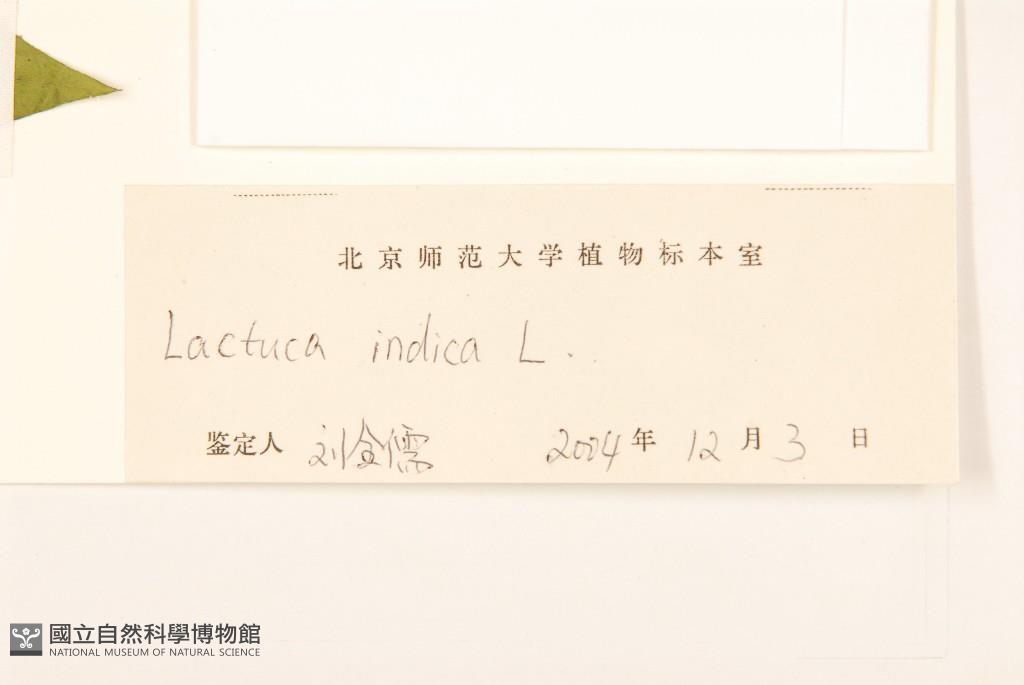 北京师范大学植物标本室
Lactuca indica L.
鉴定人 刘全儒 2004年 12月 3日
國立自然科學博物館
NATIONAL MUSEUM OF NATURAL SCIENCE